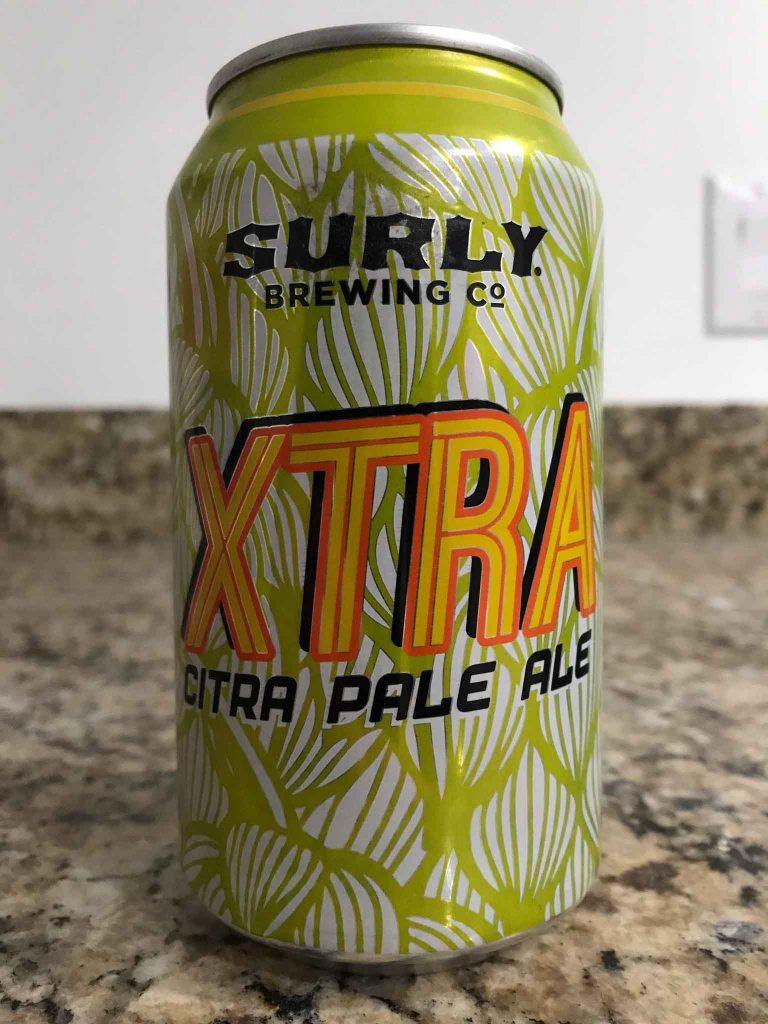 SURLY.
BREWING Cº
XTRA
CITRA PALE ALE